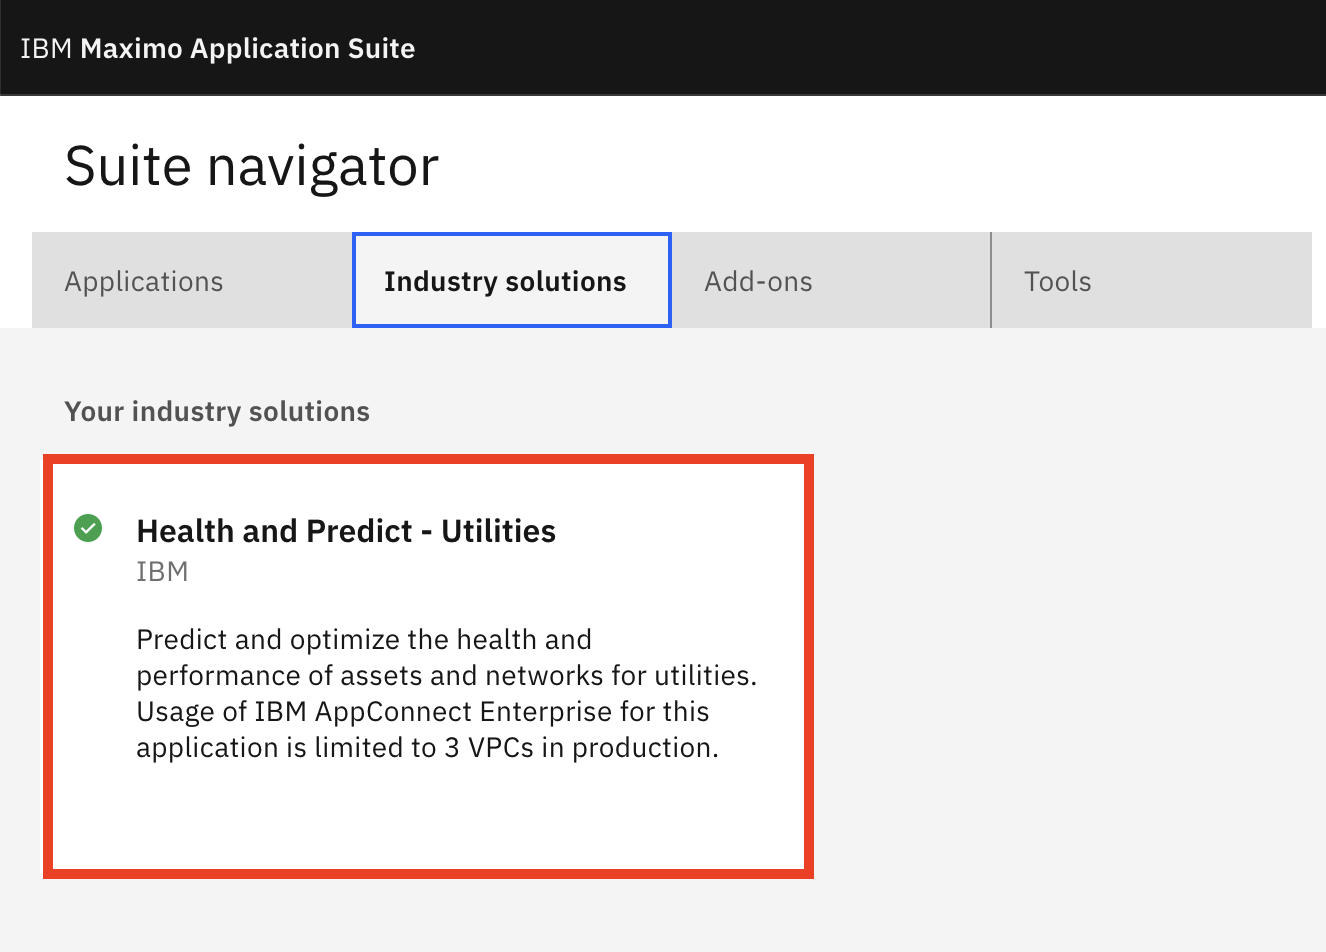 IBM Maximo Application Suite
Suite navigator
Applications
Industry solutions
Add-ons
Tools
Your industry solutions
Health and Predict - Utilities
IBM
Predict and optimize the health and
performance of assets and networks for utilities.
Usage of IBM AppConnect Enterprise for this
application is limited to 3 VPCs in production.